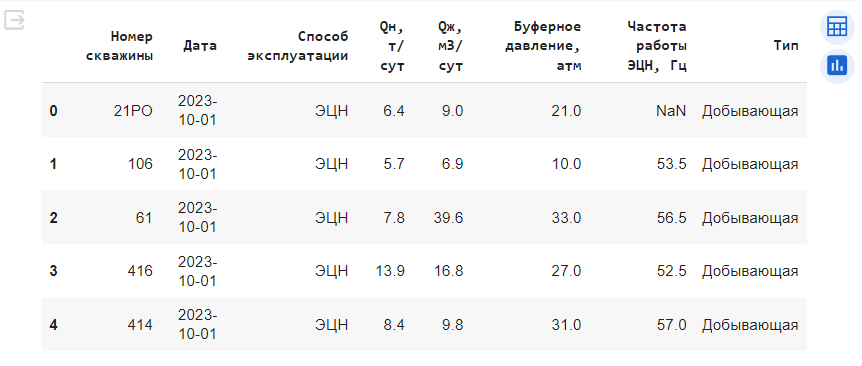 Номер скважины Дата Способ эксплуатации Qн, т/сут Qж, м3/сут Буферное давление, атм Частота работы ЭЦН, Гц Тип
0 21РО 2023-10-01 ЭЦН 6.4 9.0 21.0 NaN Добывающая
1 106 2023-10-01 ЭЦН 5.7 6.9 10.0 53.5 Добывающая
2 61 2023-10-01 ЭЦН 7.8 39.6 33.0 56.5 Добывающая
3 416 2023-10-01 ЭЦН 13.9 16.8 27.0 52.5 Добывающая
4 414 2023-10-01 ЭЦН 8.4 9.8 31.0 57.0 Добывающая